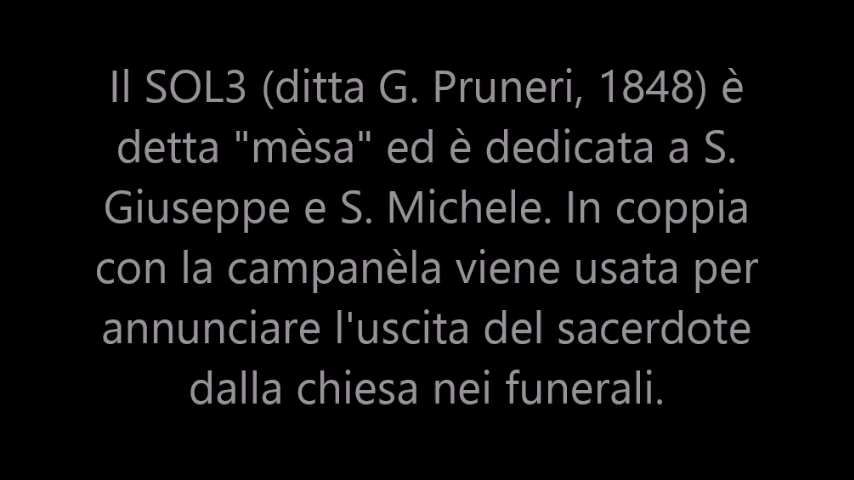 Il SOL3 (ditta G. Pruneri, 1848) è
detta "mèsa" ed è dedicata a S.
Giuseppe e S. Michele. In coppia
con la campanèla viene usata per
annunciare l'uscita del sacerdote
dalla chiesa nei funerali.